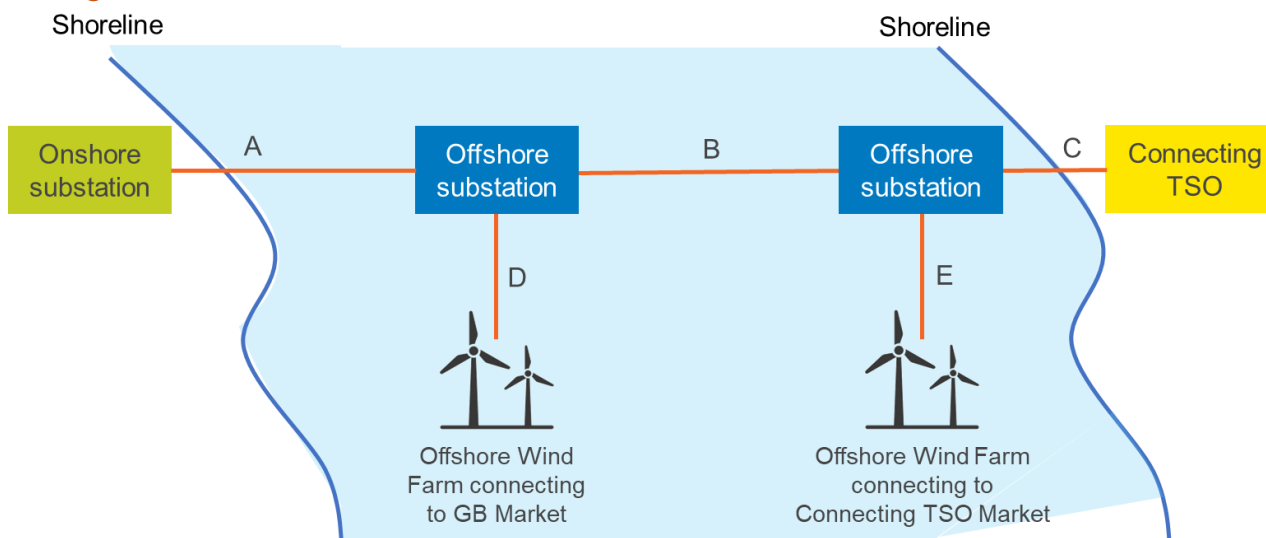 Shoreline
Shoreline
Onshore
substation
A
Offshore
substation
B
Offshore
substation
C
Connecting
TSO
D
E
Offshore Wind
Farm connecting
to GB Market
Offshore Wind Farm
connecting to
Connecting TSO Market